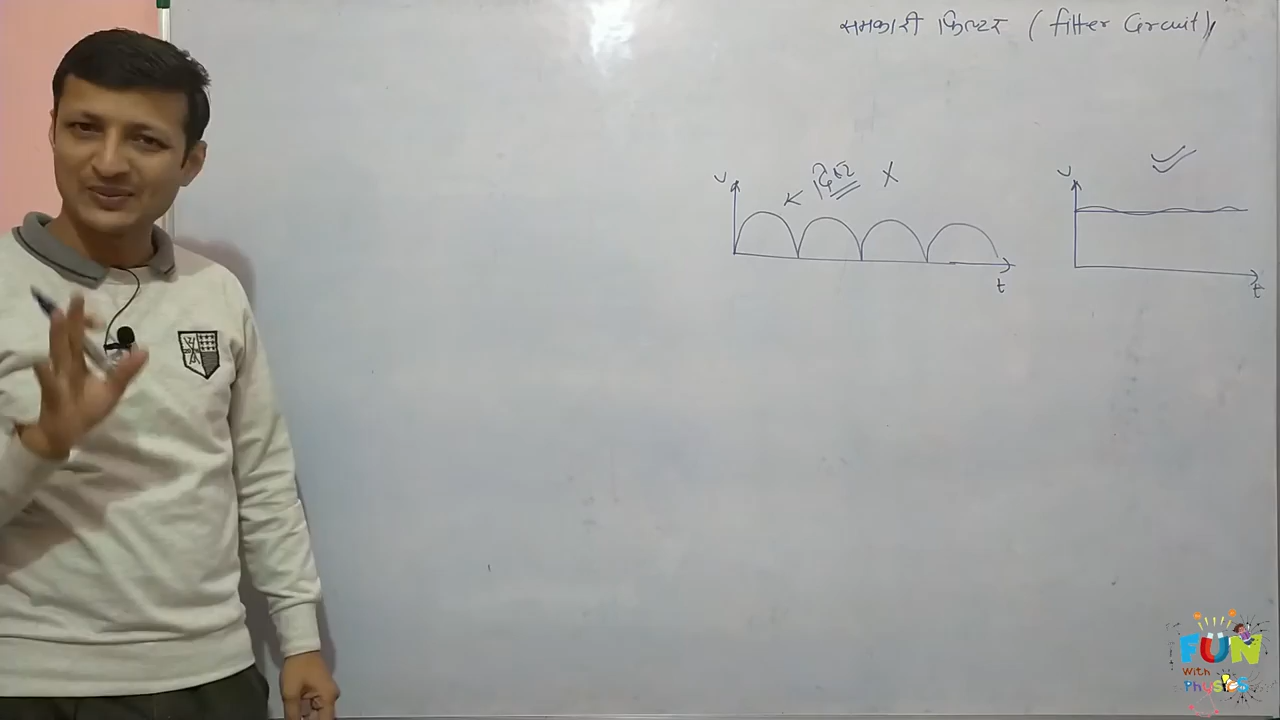 समकारी फिल्टर (filter Circuit)
V
X
t
V
t
FUN
With
Physics